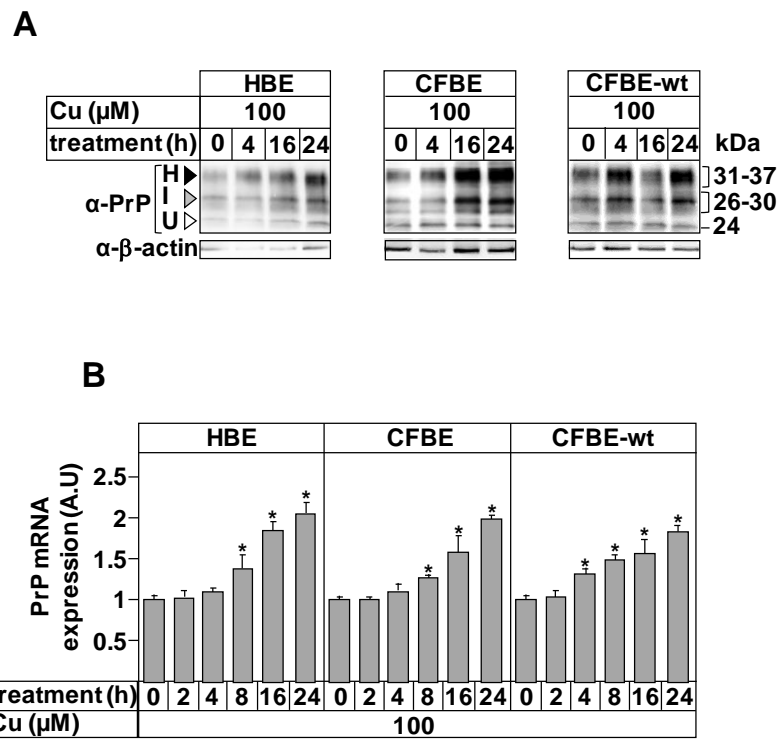 A
HBE CFBE CFBE-wt
Cu (μM) 100 100 100
treatment (h) 0 4 16 24 0 4 16 24 0 4 16 24 kDa
H 31-37
α-PrP I 26-30
U 24
α-β-actin
B
HBE CFBE CFBE-wt
2.5
2
1.5
1
0.5
PrP mRNA
expression (A.U)
* * * * * * * * * *
reatment (h) 0 2 4 8 16 24 0 2 4 8 16 24 0 2 4 8 16 24
Cu (μM) 100